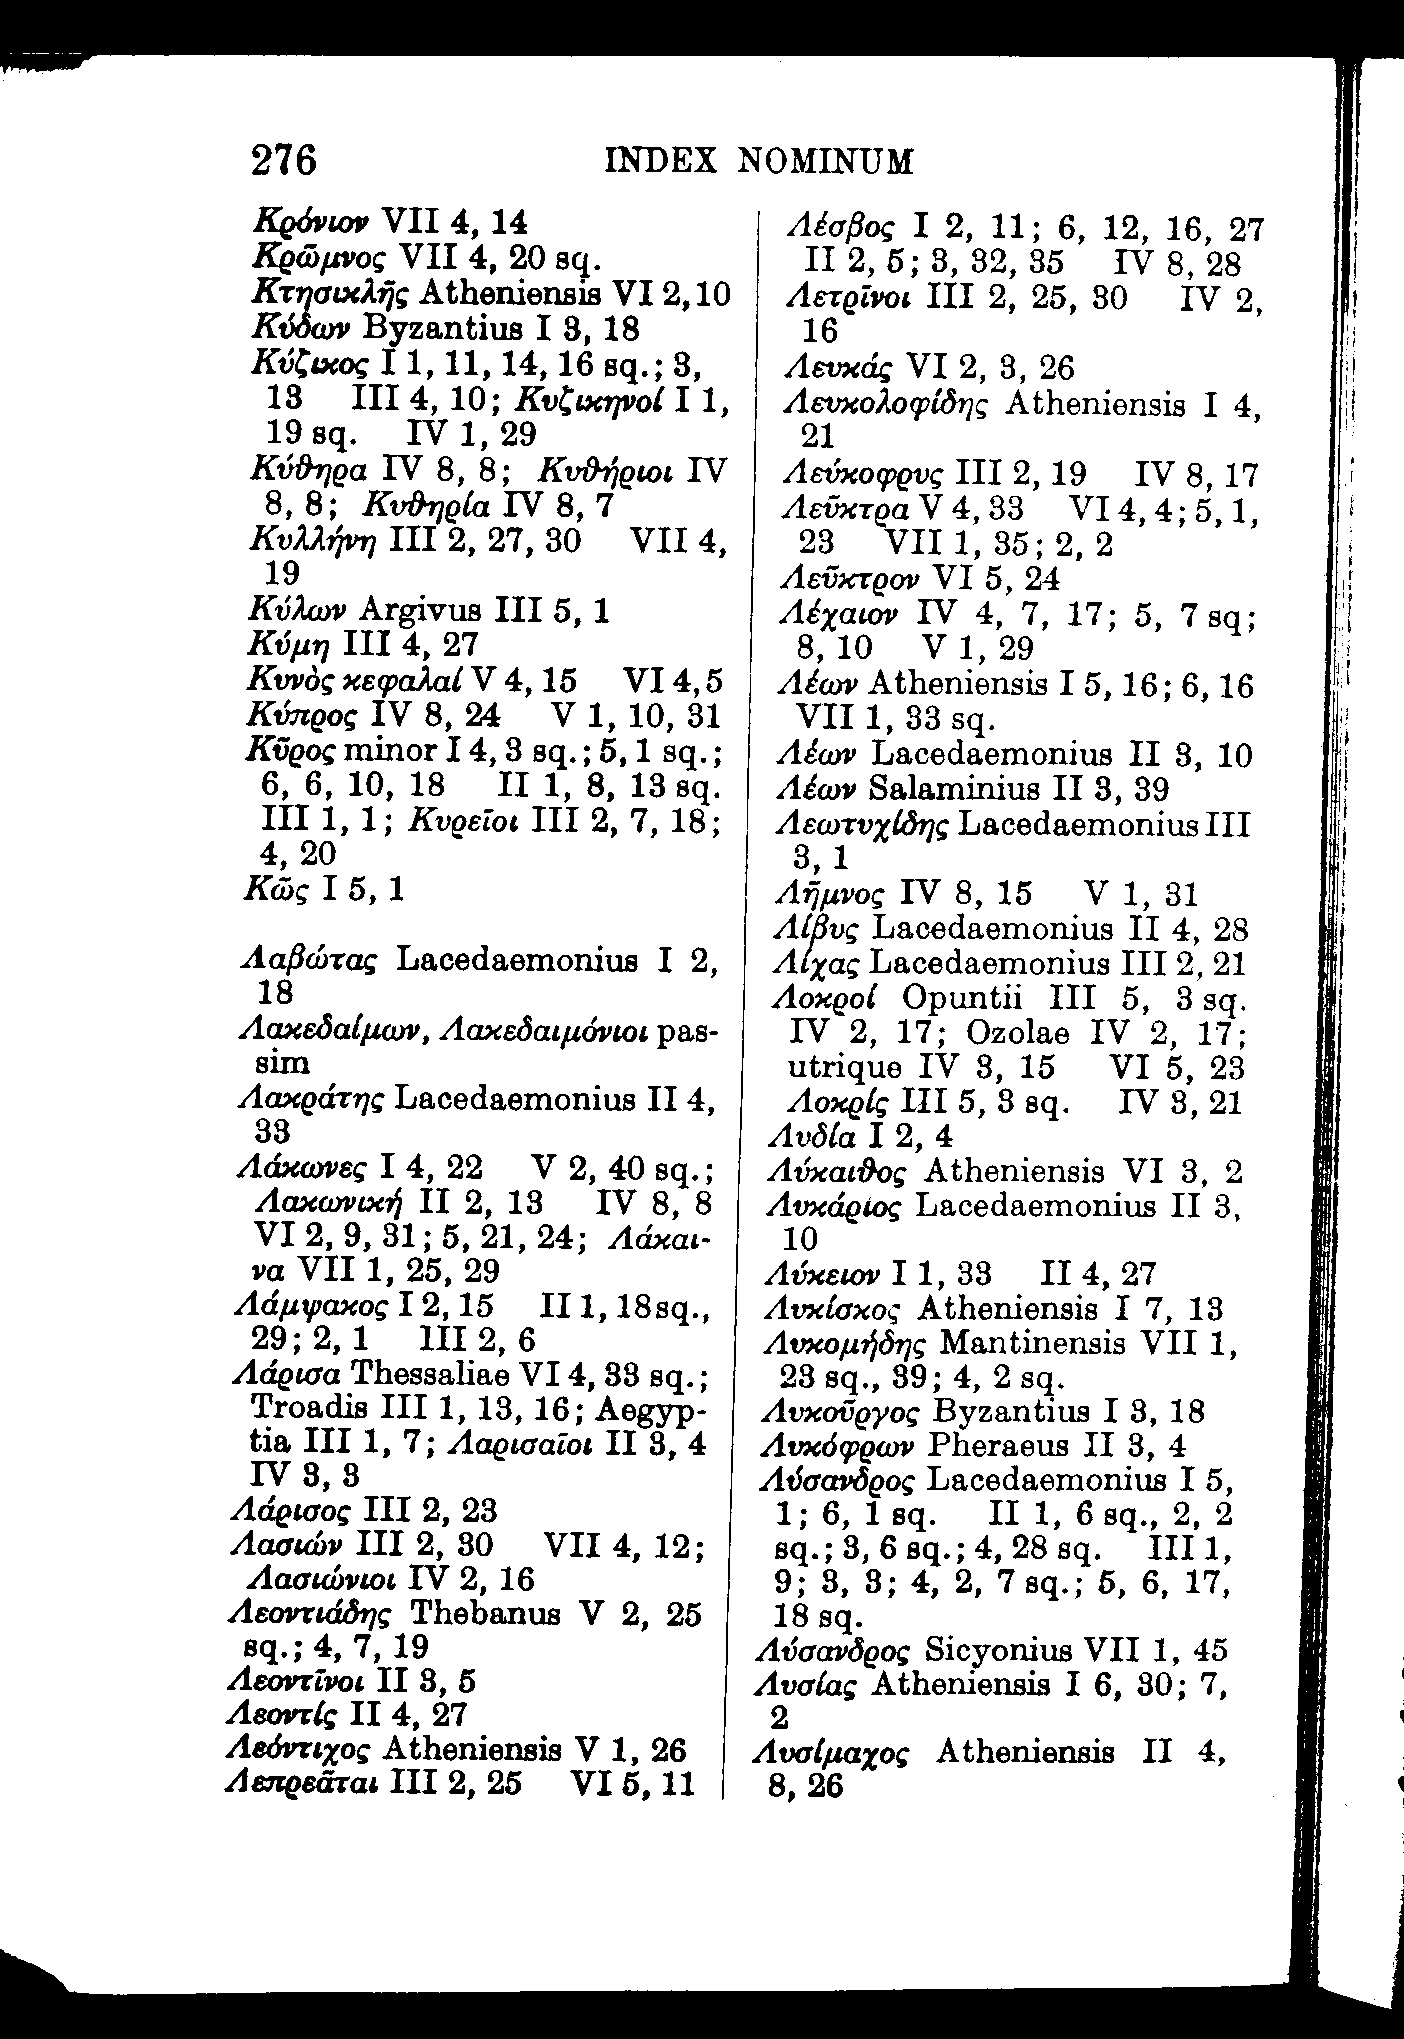 276 INDEX NOMINUM
Κρόνιον VII 4, 14
Κρῶμνος VII 4, 20 sq.
Κτησικλῆς Atheniensis VI 2, 10
Κύδων Byzantius I 3, 18
Κύζικος I 1, 11, 14, 16 sq.; 3,
13 III 4, 10; Κυζικηνοί I 1,
19 sq. IV 1, 29
Κύθηρα IV 8, 8; Κυθήριοι IV
8, 8; Κυθηρία IV 8, 7
Κυλλήνη III 2, 27, 30 VII 4,
19
Κύλων Argivus III 5, 1
Κύμη III 4, 27
Κυνὸς κεφαλαί V 4, 15 VI 4, 5
Κύπρος IV 8, 24 V 1, 10, 31
Κῦρος minor I 4, 3 sq.; 5, 1 sq.;
6, 6, 10, 18 II 1, 8, 13 sq.
III 1, 1; Κυρεῖοι III 2, 7, 18;
4, 20
Κῶς I 5, 1
Λαβώτας Lacedaemonius I 2,
18
Λακεδαίμων, Λακεδαιμόνιοι pas-
sim
Λακράτης Lacedaemonius II 4,
33
Λάκωνες I 4, 22 V 2, 40 sq.;
Λακωνική II 2, 13 IV 8, 8
VI 2, 9, 31; 5, 21, 24; Λάκαι-
να VII 1, 25, 29
Λάμψακος I 2, 15 II 1, 18 sq.,
29; 2, 1 III 2, 6
Λάρισα Thessaliae VI 4, 33 sq.;
Troadis III 1, 13, 16; Aegyp-
tia III 1, 7; Λαρισαῖοι II 3, 4
IV 3, 3
Λάρισος III 2, 23
Λασιών III 2, 30 VII 4, 12;
Λασιώνιοι IV 2, 16
Λεοντιάδης Thebanus V 2, 25
sq.; 4, 7, 19
Λεοντῖνοι II 3, 5
Λεοντίς II 4, 27
Λεόντιχος Atheniensis V 1, 26
Λεπρεᾶται III 2, 25 VI 5, 11
Λέσβος I 2, 11; 6, 12, 16, 27
II 2, 5; 3, 32, 35 IV 8, 28
Λετρῖνοι III 2, 25, 30 IV 2,
16
Λευκάς VI 2, 3, 26
Λευκολοφίδης Atheniensis I 4,
21
Λεύκοφρυς III 2, 19 IV 8, 17
Λεῦκτρα V 4, 33 VI 4, 4; 5, 1,
23 VII 1, 35; 2, 2
Λεῦκτρον VI 5, 24
Λέχαιον IV 4, 7, 17; 5, 7 sq;
8, 10 V 1, 29
Λέων Atheniensis I 5, 16; 6, 16
VII 1, 33 sq.
Λέων Lacedaemonius II 3, 10
Λέων Salaminius II 3, 39
Λεωτυχίδης Lacedaemonius III
3, 1
Λῆμνος IV 8, 15 V 1, 31
Λίβυς Lacedaemonius II 4, 28
Λίχας Lacedaemonius III 2, 21
Λοκροί Opuntii III 5, 3 sq.
IV 2, 17; Ozolae IV 2, 17;
utrique IV 3, 15 VI 5, 23
Λοκρίς III 5, 3 sq. IV 3, 21
Λυδία I 2, 4
Λύκαιθος Atheniensis VI 3, 2
Λυκάριος Lacedaemonius II 3,
10
Λύκειον I 1, 33 II 4, 27
Λυκίσκος Atheniensis I 7, 13
Λυκομήδης Mantinensis VII 1,
23 sq., 39; 4, 2 sq.
Λυκοῦργος Byzantius I 3, 18
Λυκόφρων Pheraeus II 3, 4
Λύσανδρος Lacedaemonius I 5,
1; 6, 1 sq. II 1, 6 sq., 2, 2
sq.; 3, 6 sq.; 4, 28 sq. III 1,
9; 3, 3; 4, 2, 7 sq.; 5, 6, 17,
18 sq.
Λύσανδρος Sicyonius VII 1, 45
Λυσίας Atheniensis I 6, 30; 7,
2
Λυσίμαχος Atheniensis II 4,
8, 26